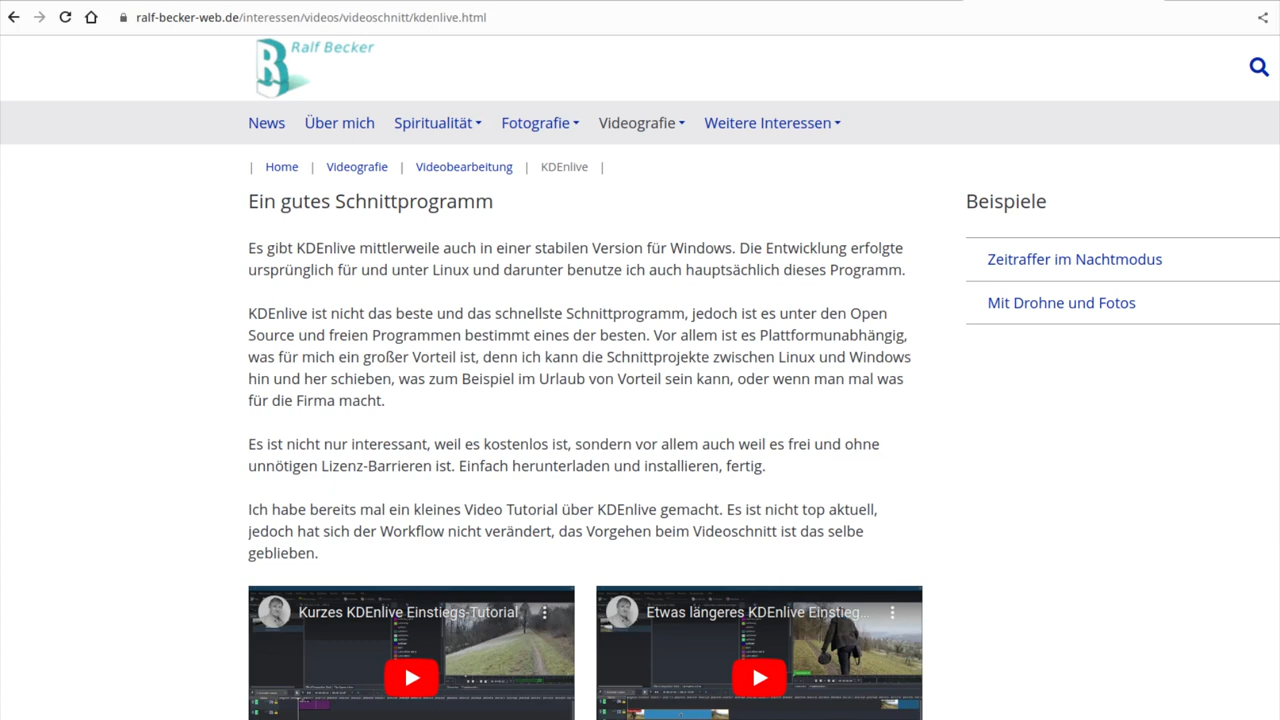 ralf-becker-web.de/interessen/videos/videoschnitt/kdenlive.html
Ralf Becker
News Über mich Spiritualität Fotografie Videografie Weitere Interessen
| Home | Videografie | Videobearbeitung | KDEnlive |
Ein gutes Schnittprogramm
Es gibt KDEnlive mittlerweile auch in einer stabilen Version für Windows. Die Entwicklung erfolgte
ursprünglich für und unter Linux und darunter benutze ich auch hauptsächlich dieses Programm.
KDEnlive ist nicht das beste und das schnellste Schnittprogramm, jedoch ist es unter den Open
Source und freien Programmen bestimmt eines der besten. Vor allem ist es Plattformunabhängig,
was für mich ein großer Vorteil ist, denn ich kann die Schnittprojekte zwischen Linux und Windows
hin und her schieben, was zum Beispiel im Urlaub von Vorteil sein kann, oder wenn man mal was
für die Firma macht.
Es ist nicht nur interessant, weil es kostenlos ist, sondern vor allem auch weil es frei und ohne
unnötigen Lizenz-Barrieren ist. Einfach herunterladen und installieren, fertig.
Ich habe bereits mal ein kleines Video Tutorial über KDEnlive gemacht. Es ist nicht top aktuell,
jedoch hat sich der Workflow nicht verändert, das Vorgehen beim Videoschnitt ist das selbe
geblieben.
Kurzes KDEnlive Einstiegs-Tutorial
Etwas längeres KDEnlive Einstieg...
Beispiele
Zeitraffer im Nachtmodus
Mit Drohne und Fotos